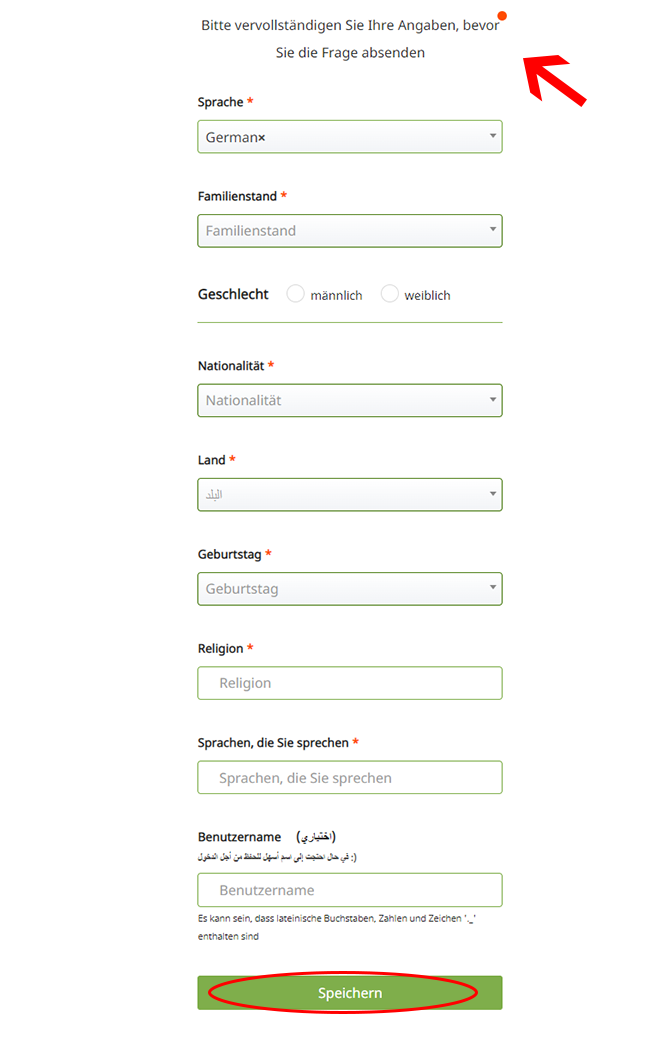 Bitte vervollständigen Sie Ihre Angaben, bevor
Sie die Frage absenden
Sprache *
German×
Familienstand *
Familienstand
Geschlecht männlich weiblich
Nationalität *
Nationalität
Land *
البلد
Geburtstag *
Geburtstag
Religion *
Religion
Sprachen, die Sie sprechen *
Sprachen, die Sie sprechen
Benutzername (اختياري)
في حال احتجت إلى اسم أسهل للحفظ من أجل الدخول :)
Benutzername
Es kann sein, dass lateinische Buchstaben, Zahlen und Zeichen '._'
enthalten sind
Speichern